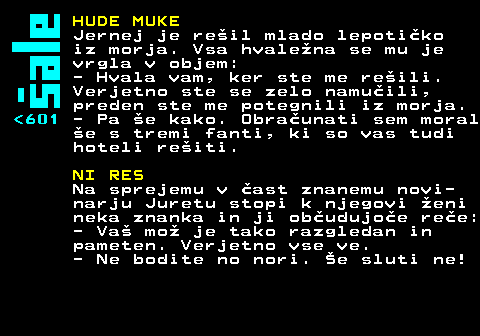 šale
<601
HUDE MUKE
Jernej je rešil mlado lepotičko
iz morja. Vsa hvaležna se mu je
vrgla v objem:
- Hvala vam, ker ste me rešili.
Verjetno ste se zelo namučili,
preden ste me potegnili iz morja.
- Pa še kako. Obračunati sem moral
še s tremi fanti, ki so vas tudi
hoteli rešiti.
NI RES
Na sprejemu v čast znanemu novi-
narju Juretu stopi k njegovi ženi
neka znanka in ji občudujoče reče:
- Vaš mož je tako razgledan in
pameten. Verjetno vse ve.
- Ne bodite no nori. Še sluti ne!